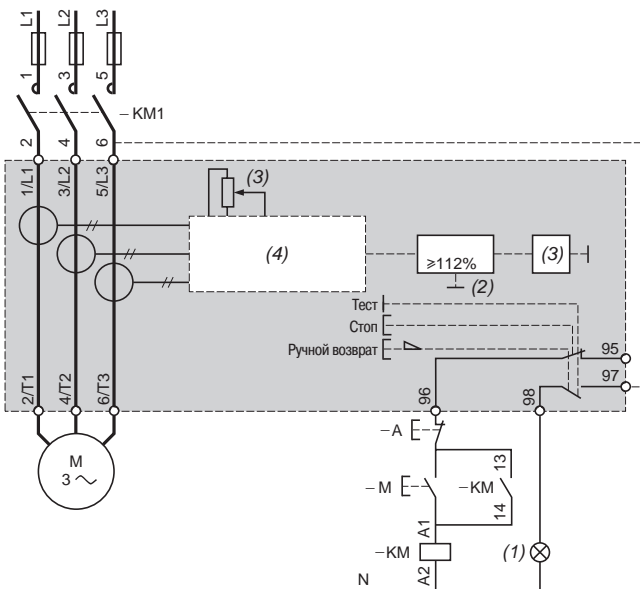 L1 L2 L3
1 3 5
–KM1
2 4 6
1/L1 3/L2 5/L3
(3)
(4)
≥112%
(3)
(2)
Тест
Стоп
Ручной возврат
95
97
2/T1 4/T2 6/T3
96 98
–A
M
3 ~
13
–M
–KM
14
A1
–KM
(1)
N
A2